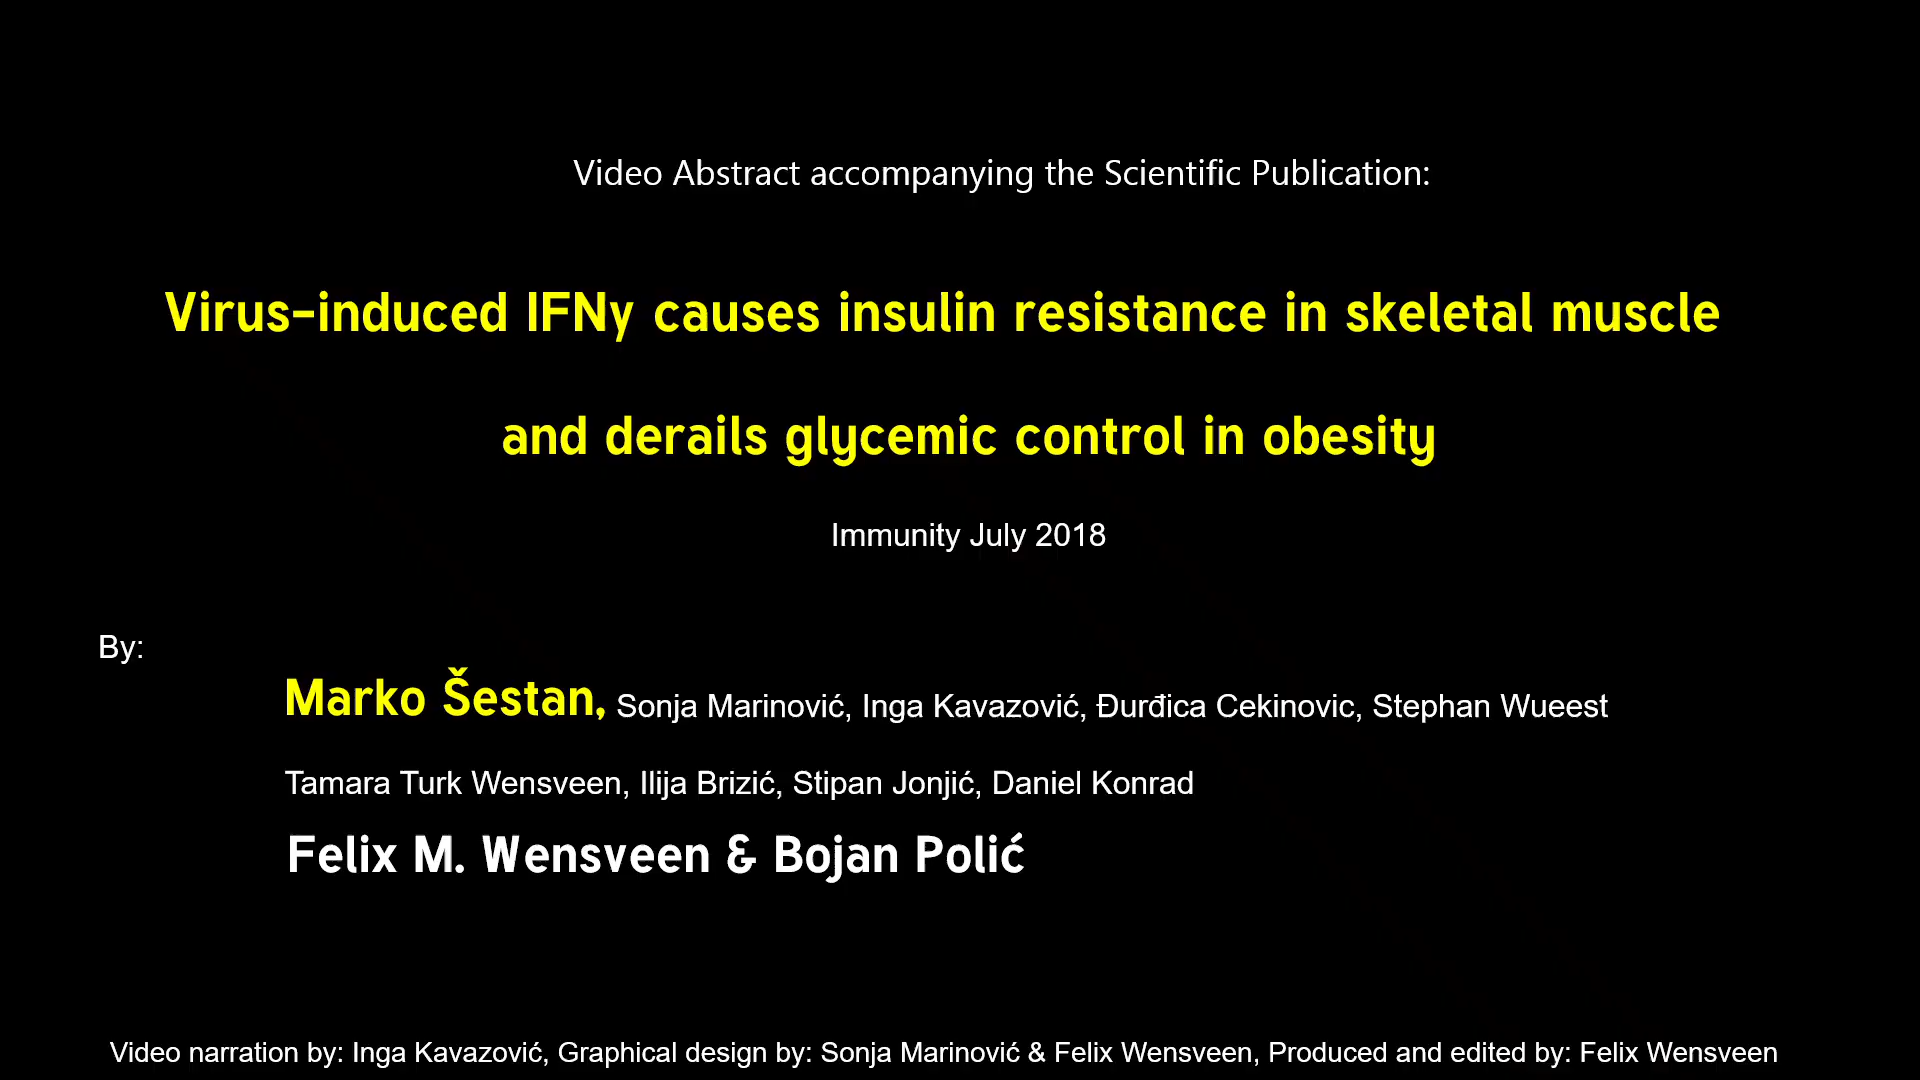 Video Abstract accompanying the Scientific Publication:
Virus-induced IFNγ causes insulin resistance in skeletal muscle
and derails glycemic control in obesity
Immunity July 2018
By:
Marko Šestan, Sonja Marinović, Inga Kavazović, Đurđica Cekinovic, Stephan Wueest
Tamara Turk Wensveen, Ilija Brizić, Stipan Jonjić, Daniel Konrad
Felix M. Wensveen & Bojan Polić
Video narration by: Inga Kavazović, Graphical design by: Sonja Marinović & Felix Wensveen, Produced and edited by: Felix Wensveen